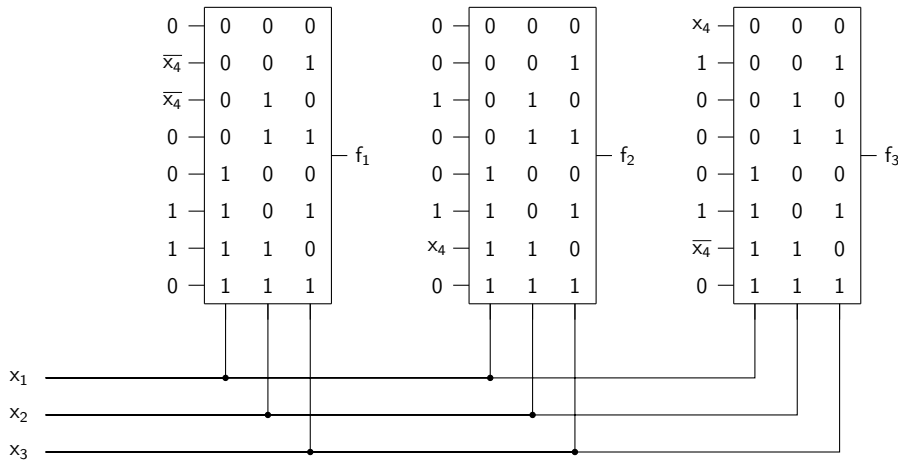 0 0 0 0 0 0 0 0 x₄ 0 0 0
x̅₄̅ 0 0 1 0 0 0 1 1 0 0 1
x̅₄̅ 0 1 0 1 0 1 0 0 0 1 0
0 0 1 1 0 0 1 1 0 0 1 1
f₁ f₂ f₃
0 1 0 0 0 1 0 0 0 1 0 0
1 1 0 1 1 1 0 1 1 1 0 1
1 1 1 0 x₄ 1 1 0 x̅₄̅ 1 1 0
0 1 1 1 0 1 1 1 0 1 1 1
x₁
x₂
x₃